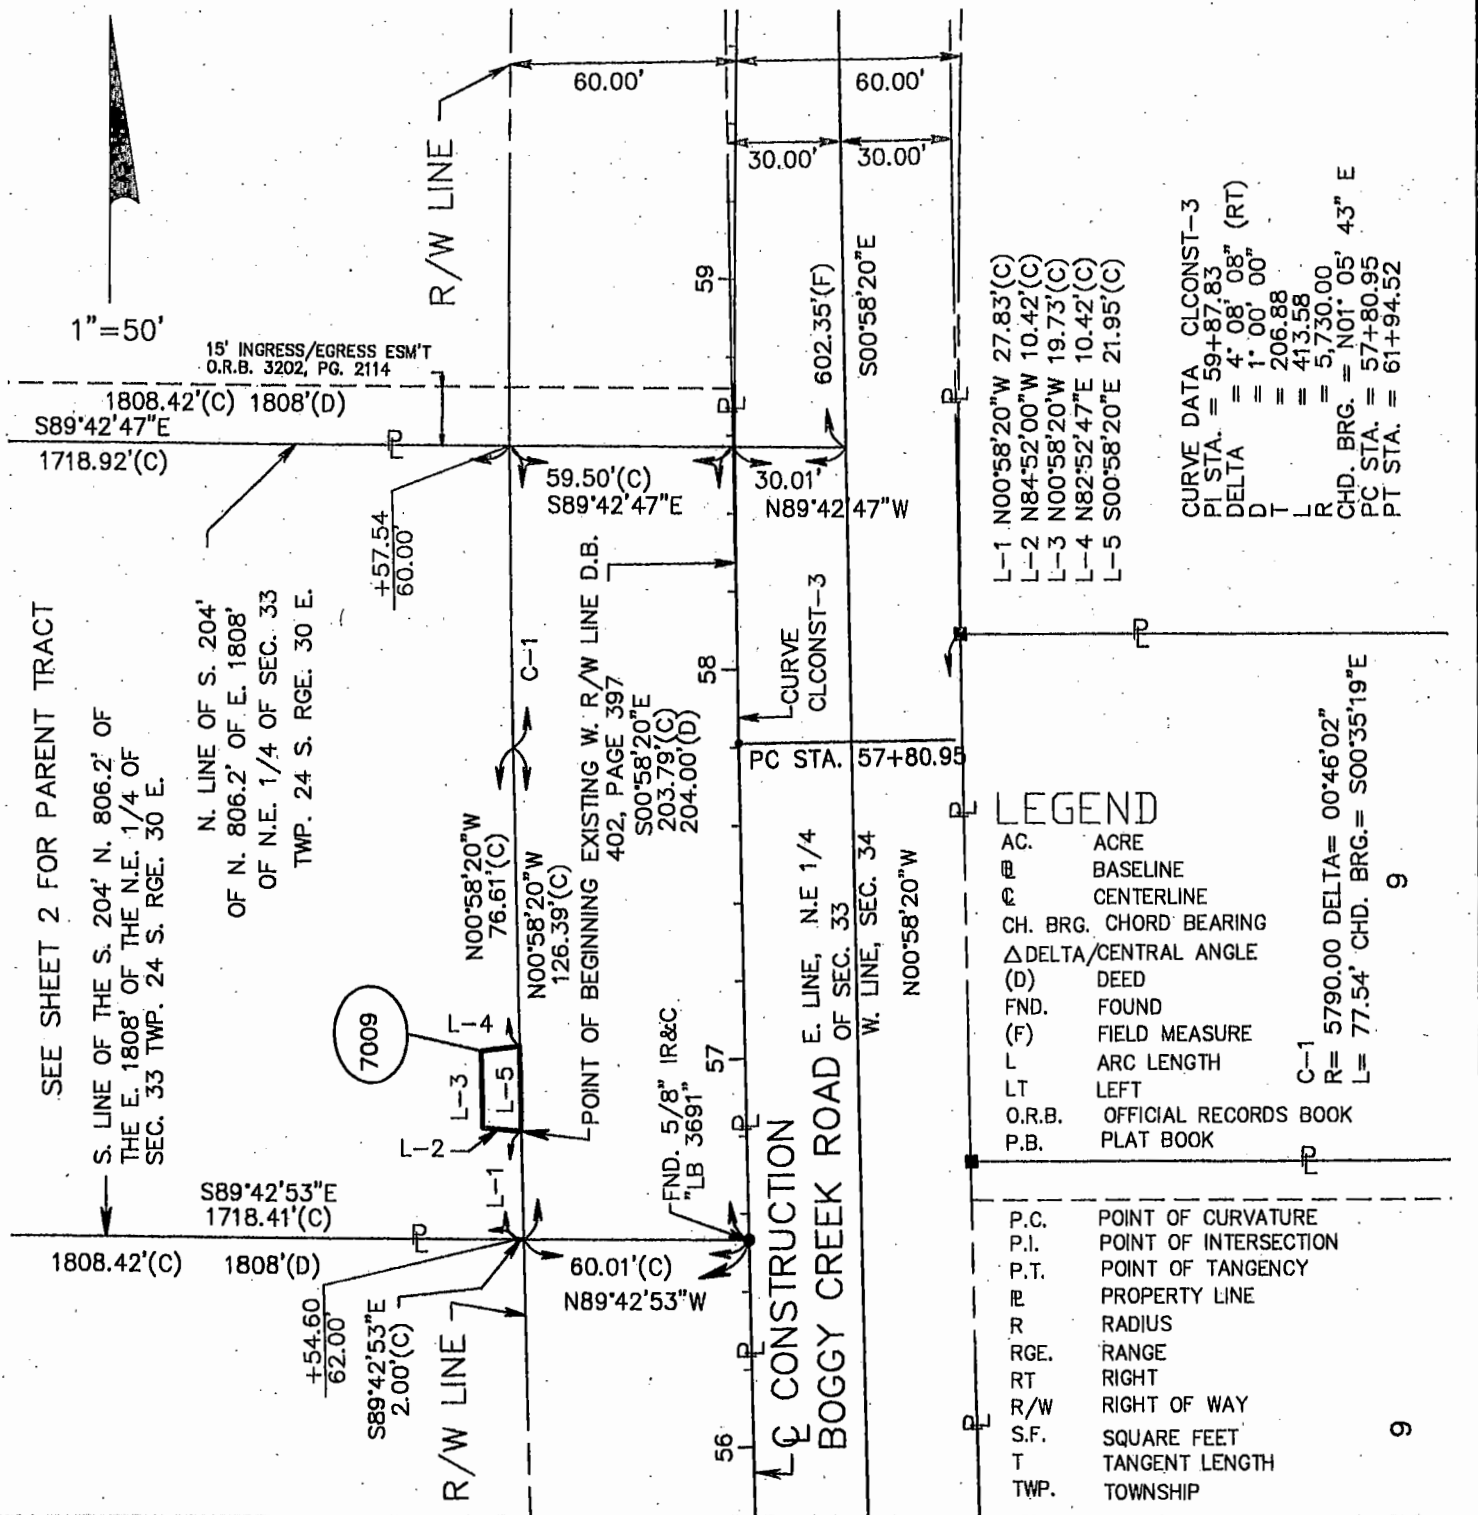 60.00'
60.00'
30.00'
30.00'
R/W LINE
1"=50'
15' INGRESS/EGRESS ESM'T
O.R.B. 3202, PG. 2114
1808.42'(C) 1808'(D)
S89°42'47"E
1718.92'(C)
59
602.35'(F)
S00°58'20"E
59.50'(C)
S89°42'47"E
30.01'
N89°42'47"W
+57.54
60.00'
L-1 N00°58'20"W 27.83'(C)
L-2 N84°52'00"W 10.42'(C)
L-3 N00°58'20"W 19.73'(C)
L-4 N82°52'47"E 10.42'(C)
L-5 S00°58'20"E 21.95'(C)
CURVE DATA CLCONST-3
PI STA. = 59+87.83
DELTA = 4° 08' 08" (RT)
D = 1° 00' 00"
T = 206.88
L = 413.58
R = 5,730.00
CHD. BRG. = N01° 05' 43" E
PC STA. = 57+80.95
PT STA. = 61+94.52
SEE SHEET 2 FOR PARENT TRACT
S. LINE OF THE S. 204' N. 806.2' OF
THE E. 1808' OF THE N.E. 1/4 OF
SEC. 33 TWP. 24 S. RGE. 30 E.
N. LINE OF S. 204'
OF N. 806.2' OF E. 1808'
OF N.E. 1/4 OF SEC. 33
TWP. 24 S. RGE. 30 E.
C-1
POINT OF BEGINNING EXISTING W. R/W LINE D.B.
402, PAGE 397
S00°58'20"E
203.79'(C)
204.00'(D)
58
CURVE
CLCONST-3
PC STA. 57+80.95
N00°58'20"W
76.61'(C)
N00°58'20"W
126.39'(C)
7009
L-4
L-3
L-5
L-2
L-1
57
FND. 5/8" IR&C
"LB 3691"
S89°42'53"E
1718.41'(C)
1808.42'(C) 1808'(D)
60.01'(C)
N89°42'53"W
+54.60
62.00'
S89°42'53"E
2.00'(C)
R/W LINE
56
℄ CONSTRUCTION
BOGGY CREEK ROAD
E. LINE, N.E 1/4
OF SEC. 33
W. LINE, SEC. 34
N00°58'20"W
LEGEND
AC. ACRE
BL BASELINE
℄ CENTERLINE
CH. BRG. CHORD BEARING
Δ DELTA/CENTRAL ANGLE
(D) DEED
FND. FOUND
(F) FIELD MEASURE
L ARC LENGTH
LT LEFT
O.R.B. OFFICIAL RECORDS BOOK
P.B. PLAT BOOK
P.C. POINT OF CURVATURE
P.I. POINT OF INTERSECTION
P.T. POINT OF TANGENCY
PL PROPERTY LINE
R RADIUS
RGE. RANGE
RT RIGHT
R/W RIGHT OF WAY
S.F. SQUARE FEET
T TANGENT LENGTH
TWP. TOWNSHIP
C-1
R= 5790.00 DELTA= 00°46'02"
L= 77.54' CHD. BRG.= S00°35'19"E
9
9